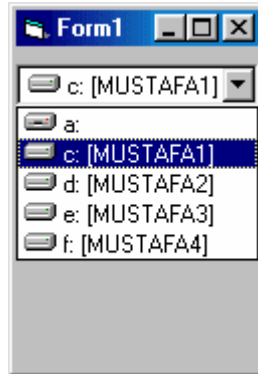 Form1
c: [MUSTAFA1]
a:
c: [MUSTAFA1]
d: [MUSTAFA2]
e: [MUSTAFA3]
f: [MUSTAFA4]